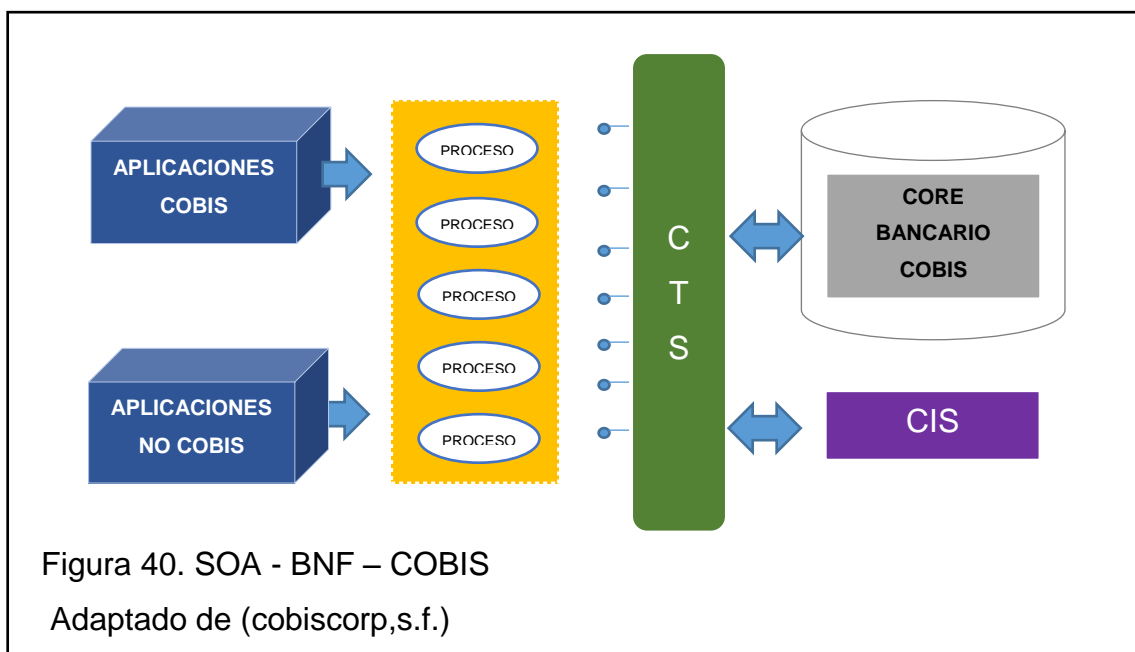 APLICACIONES
COBIS
APLICACIONES
NO COBIS
PROCESO
PROCESO
PROCESO
PROCESO
PROCESO
C
T
S
CORE
BANCARIO
COBIS
CIS
Figura 40. SOA - BNF – COBIS
Adaptado de (cobiscorp,s.f.)